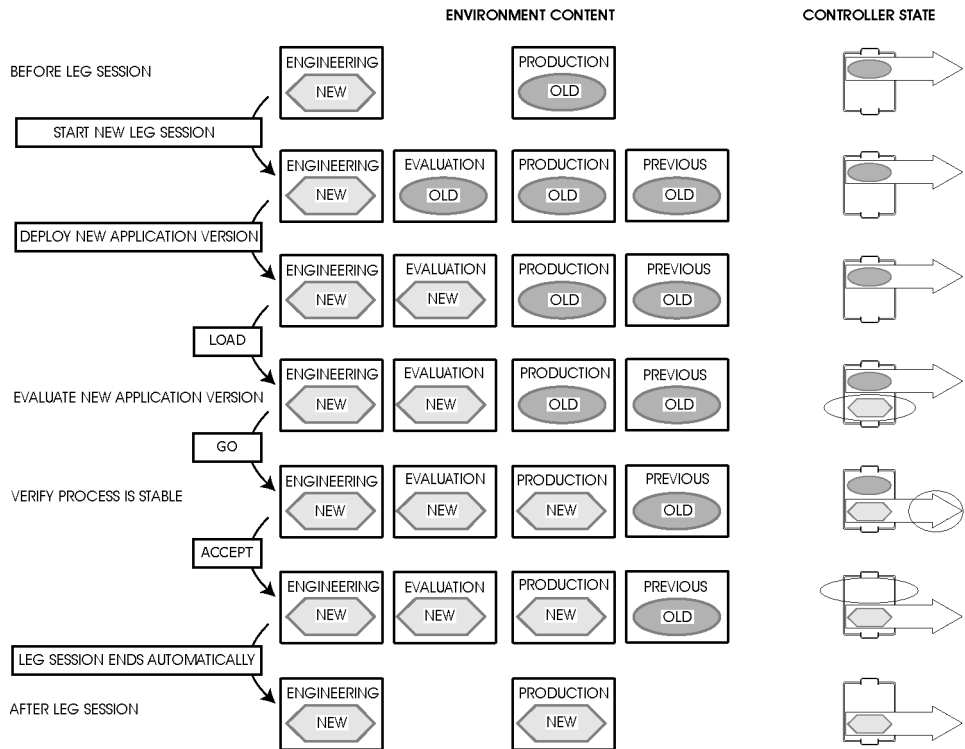 ENVIRONMENT CONTENT CONTROLLER STATE
BEFORE LEG SESSION
ENGINEERING PRODUCTION
NEW OLD
START NEW LEG SESSION
ENGINEERING EVALUATION PRODUCTION PREVIOUS
NEW OLD OLD OLD
DEPLOY NEW APPLICATION VERSION
ENGINEERING EVALUATION PRODUCTION PREVIOUS
NEW NEW OLD OLD
LOAD
ENGINEERING EVALUATION PRODUCTION PREVIOUS
EVALUATE NEW APPLICATION VERSION
NEW NEW OLD OLD
GO
ENGINEERING EVALUATION PRODUCTION PREVIOUS
VERIFY PROCESS IS STABLE
NEW NEW NEW OLD
ACCEPT
ENGINEERING EVALUATION PRODUCTION PREVIOUS
NEW NEW NEW OLD
LEG SESSION ENDS AUTOMATICALLY
ENGINEERING PRODUCTION
AFTER LEG SESSION
NEW NEW